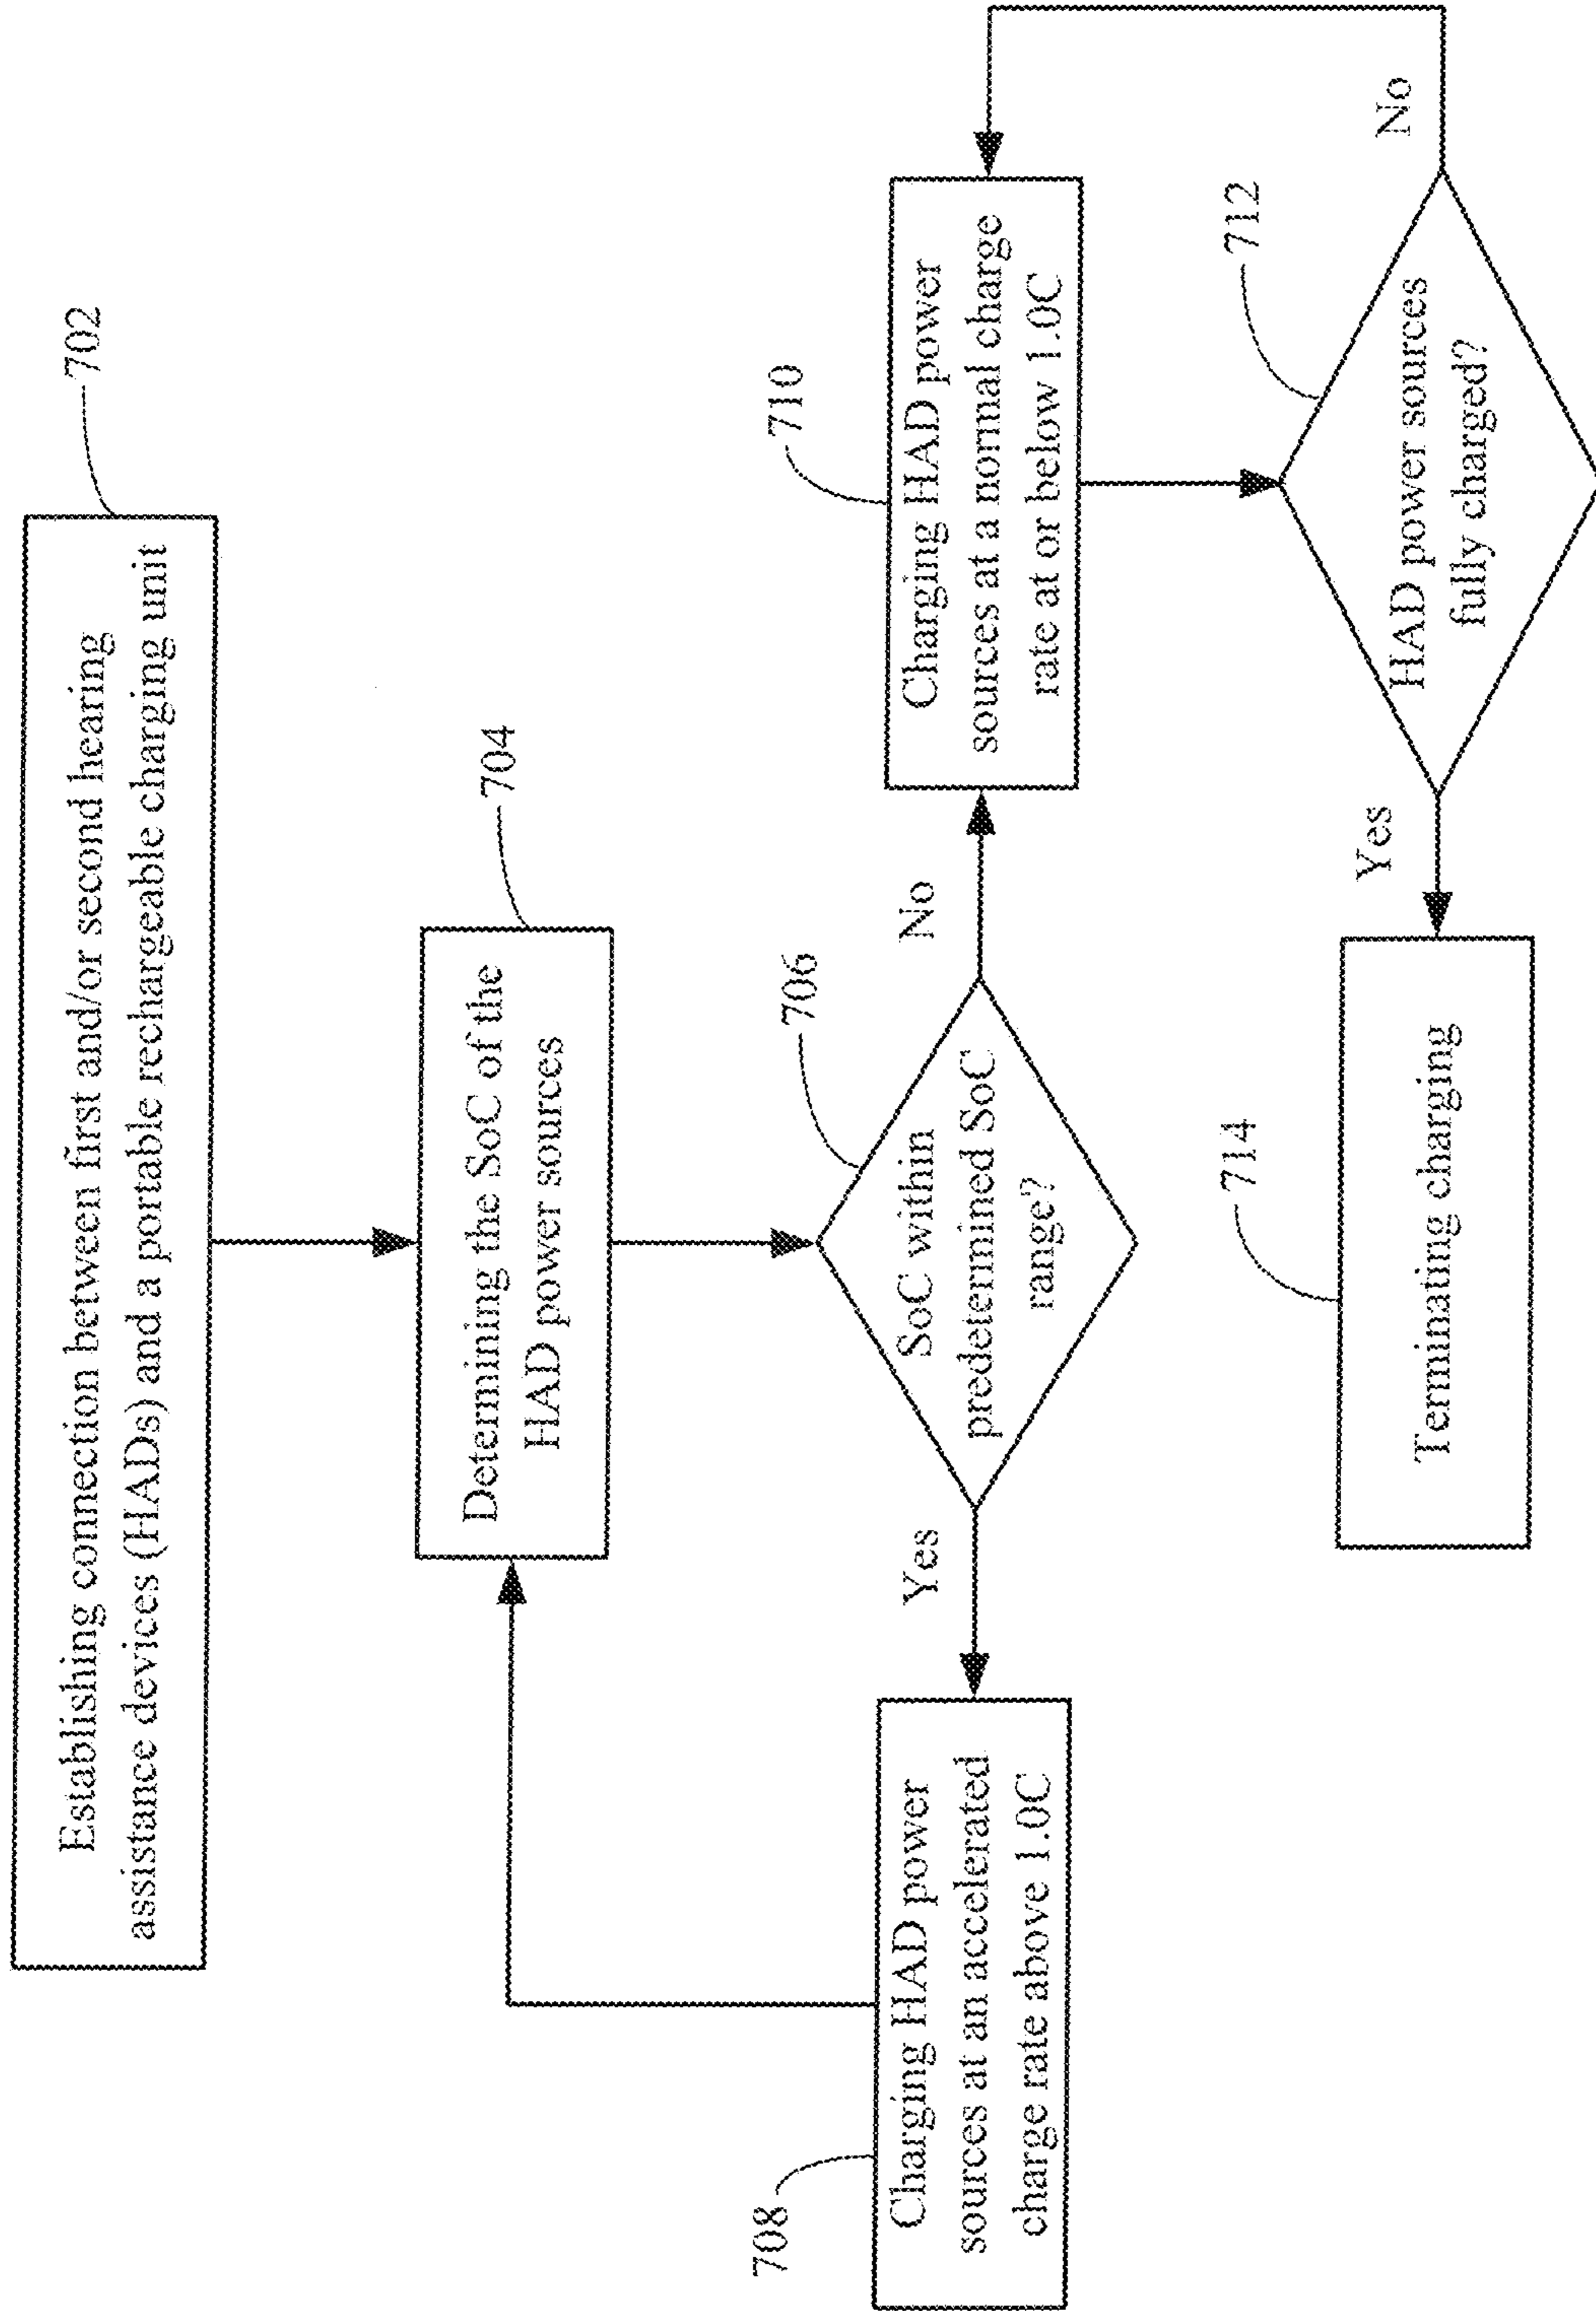 Establishing connection between first and/or second hearing
assistance devices (HADs) and a portable rechargeable charging unit
702
Determining the SoC of the
HAD power sources
704
SoC within
predetermined SoC
range?
706
Yes
No
Charging HAD power
sources at an accelerated
charge rate above 1.0C
708
Charging HAD power
sources at a normal charge
rate at or below 1.0C
710
HAD power sources
fully charged?
712
Yes
No
Terminating charging
714